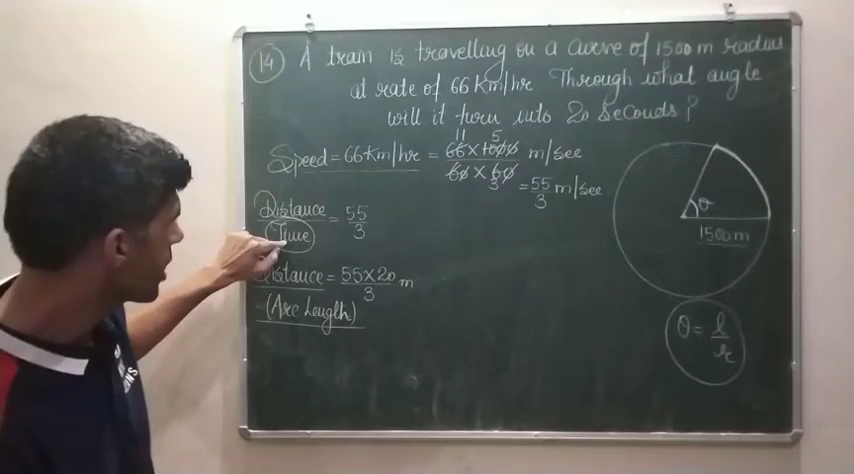 14 A train is travelling on a curve of 1500 m radius
at rate of 66 Km/hr Through what angle
will it turn into 20 Seconds?
Speed = 66 Km/hr = 66 × 1000 / 60 × 60 m/sec
11 5
3
= 55/3 m/sec
Distance / Time = 55/3
Distance = 55×20/3 m
(Arc Length)
θ
1500 m
θ = l/r